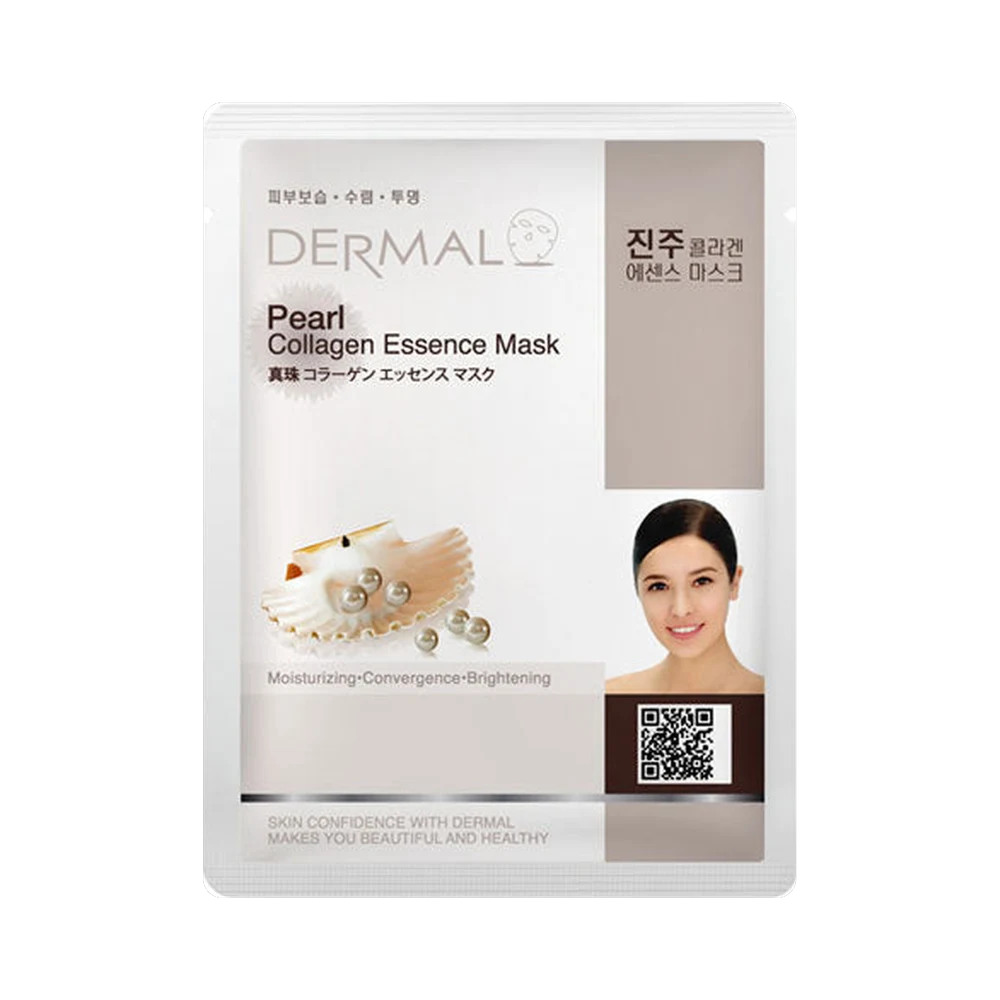 피부보습 • 수렴 • 투명
DERMAL
진주 콜라겐
에센스 마스크
Pearl
Collagen Essence Mask
真珠 コラーゲン エッセンス マスク
Moisturizing•Convergence•Brightening
SKIN CONFIDENCE WITH DERMAL
MAKES YOU BEAUTIFUL AND HEALTHY